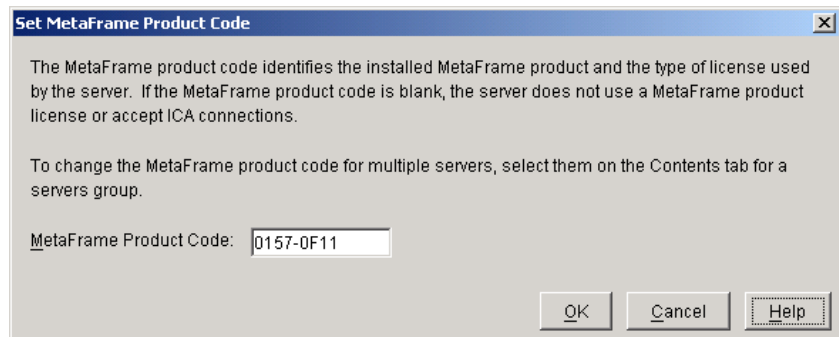 Set MetaFrame Product Code
The MetaFrame product code identifies the installed MetaFrame product and the type of license used
by the server. If the MetaFrame product code is blank, the server does not use a MetaFrame product
license or accept ICA connections.
To change the MetaFrame product code for multiple servers, select them on the Contents tab for a
servers group.
MetaFrame Product Code: 0157-0F11
OK Cancel Help